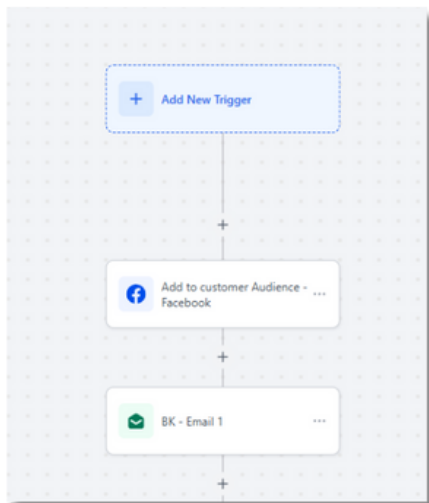 Add New Trigger
Add to customer Audience -
Facebook
BK - Email 1